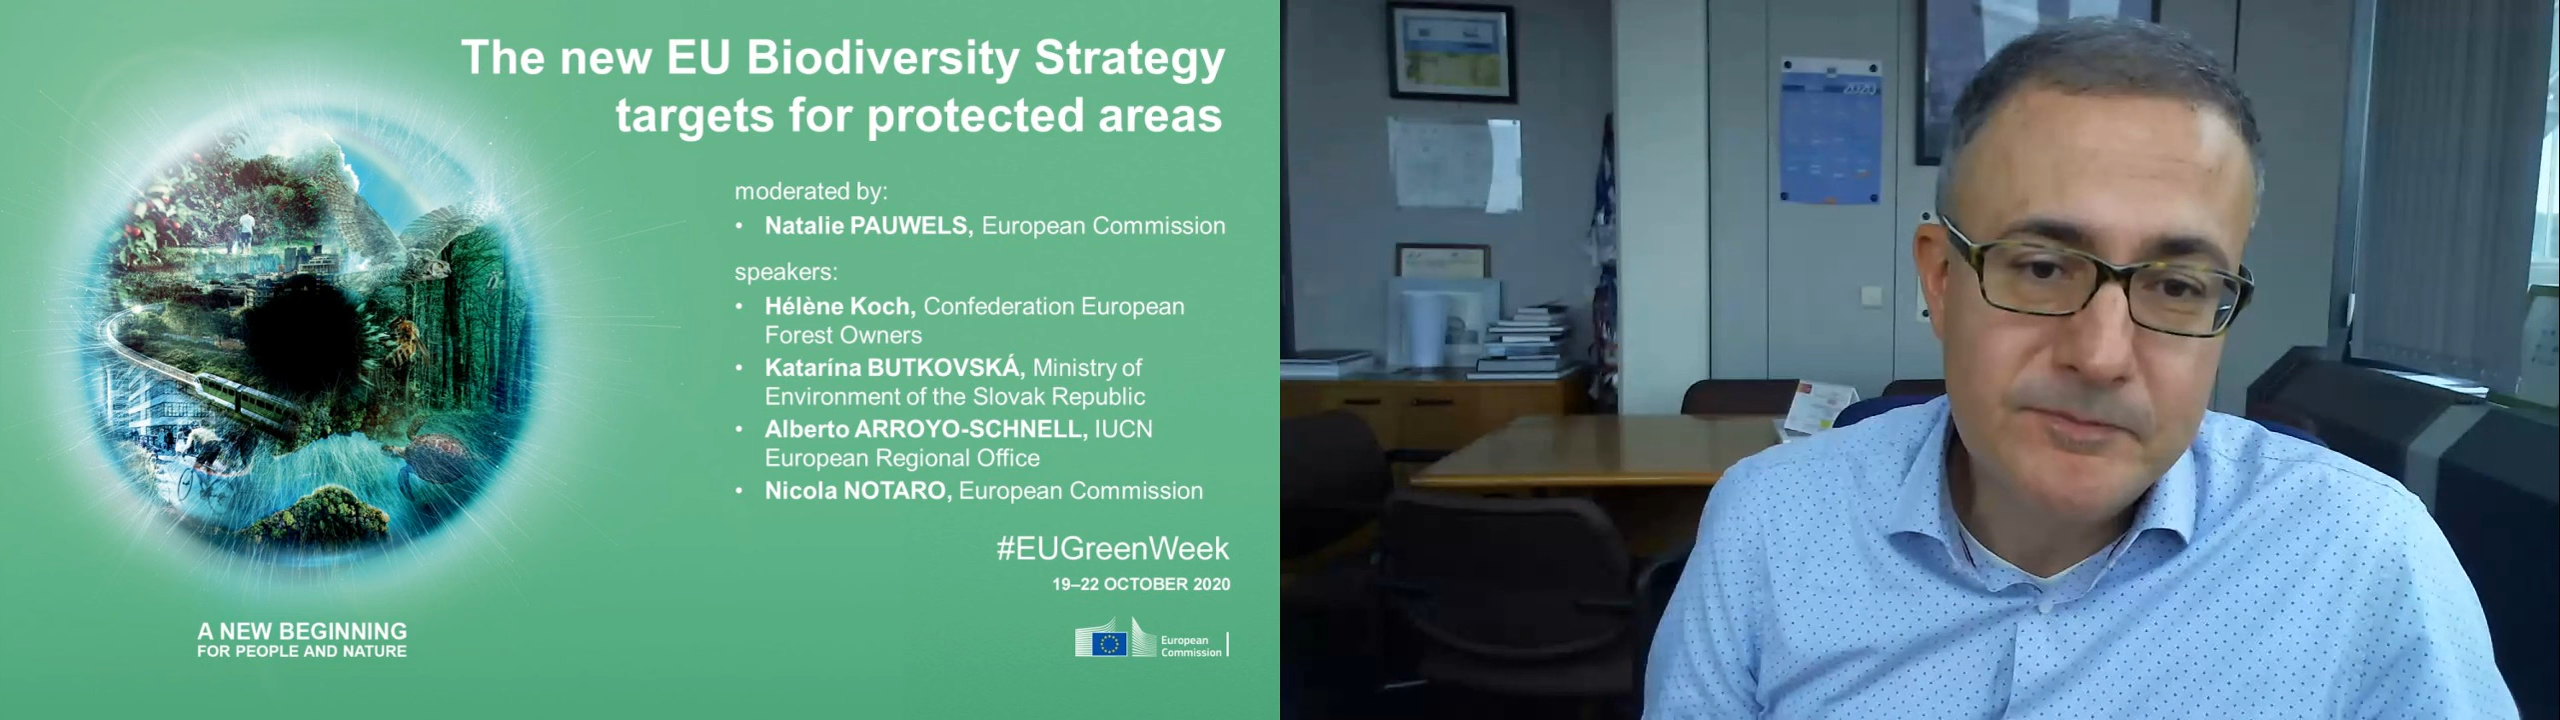 The new EU Biodiversity Strategy
targets for protected areas
moderated by:
• Natalie PAUWELS, European Commission
speakers:
• Hélène Koch, Confederation European
Forest Owners
• Katarína BUTKOVSKÁ, Ministry of
Environment of the Slovak Republic
• Alberto ARROYO-SCHNELL, IUCN
European Regional Office
• Nicola NOTARO, European Commission
#EUGreenWeek
19–22 OCTOBER 2020
A NEW BEGINNING
FOR PEOPLE AND NATURE
European
Commission
2020